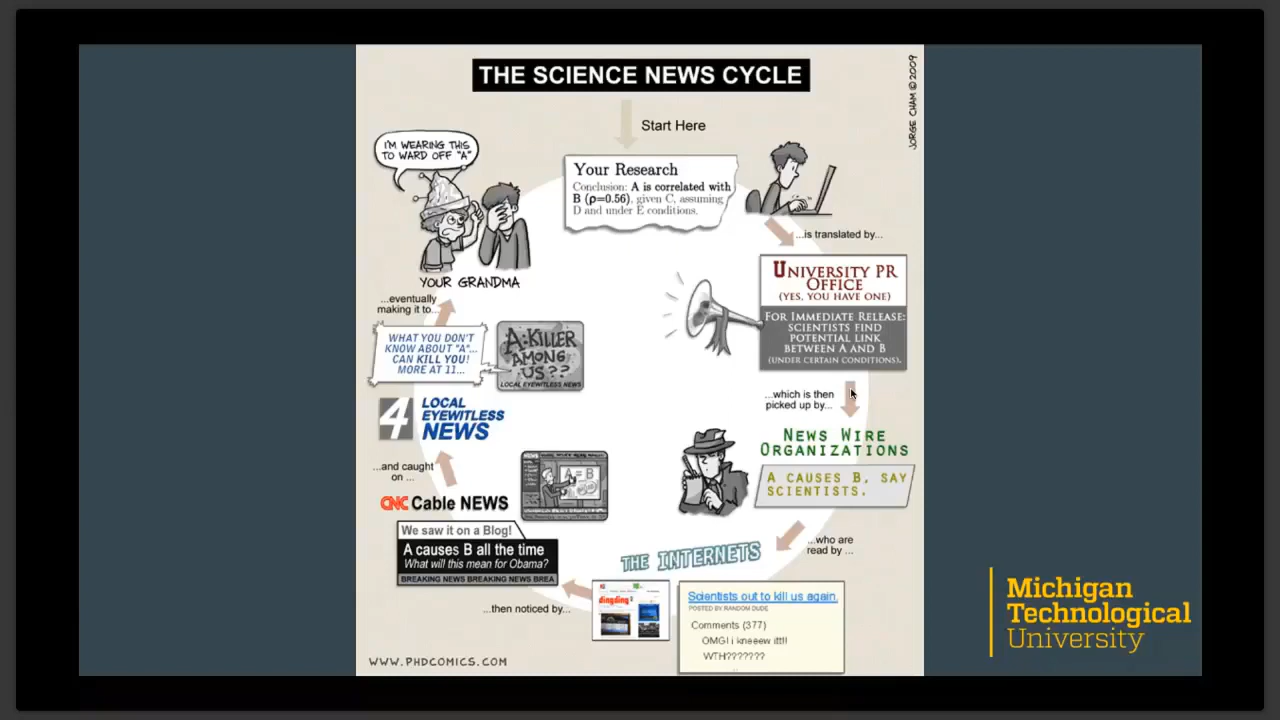 THE SCIENCE NEWS CYCLE
JORGE CHAM © 2009
Start Here
Your Research
Conclusion: A is correlated with
B (ρ=0.56), given C, assuming
D and under E conditions.
...is translated by...
UNIVERSITY PR
OFFICE
(YES, YOU HAVE ONE)
FOR IMMEDIATE RELEASE:
SCIENTISTS FIND
POTENTIAL LINK
BETWEEN A AND B
(UNDER CERTAIN CONDITIONS).
...which is then
picked up by...
NEWS WIRE
ORGANIZATIONS
A CAUSES B, SAY
SCIENTISTS.
...who are
read by ...
THE INTERNETS
Scientists out to kill us again.
POSTED BY RANDOM DUDE
Comments (377)
OMG! i kneeew itt!!
WTH???????
dingding
...then noticed by...
We saw it on a Blog!
A causes B all the time
What will this mean for Obama?
BREAKING NEWS BREAKING NEWS BREA
CNC Cable NEWS
A = B
...and caught
on ...
4 LOCAL
EYEWITLESS
NEWS
WHAT YOU DON'T
KNOW ABOUT "A"...
CAN KILL YOU!
MORE AT 11...
A: KILLER
AMONG
US??
LOCAL EYEWITLESS NEWS
...eventually
making it to...
YOUR GRANDMA
I'M WEARING THIS
TO WARD OFF "A"
WWW.PHDCOMICS.COM
Michigan
Technological
University